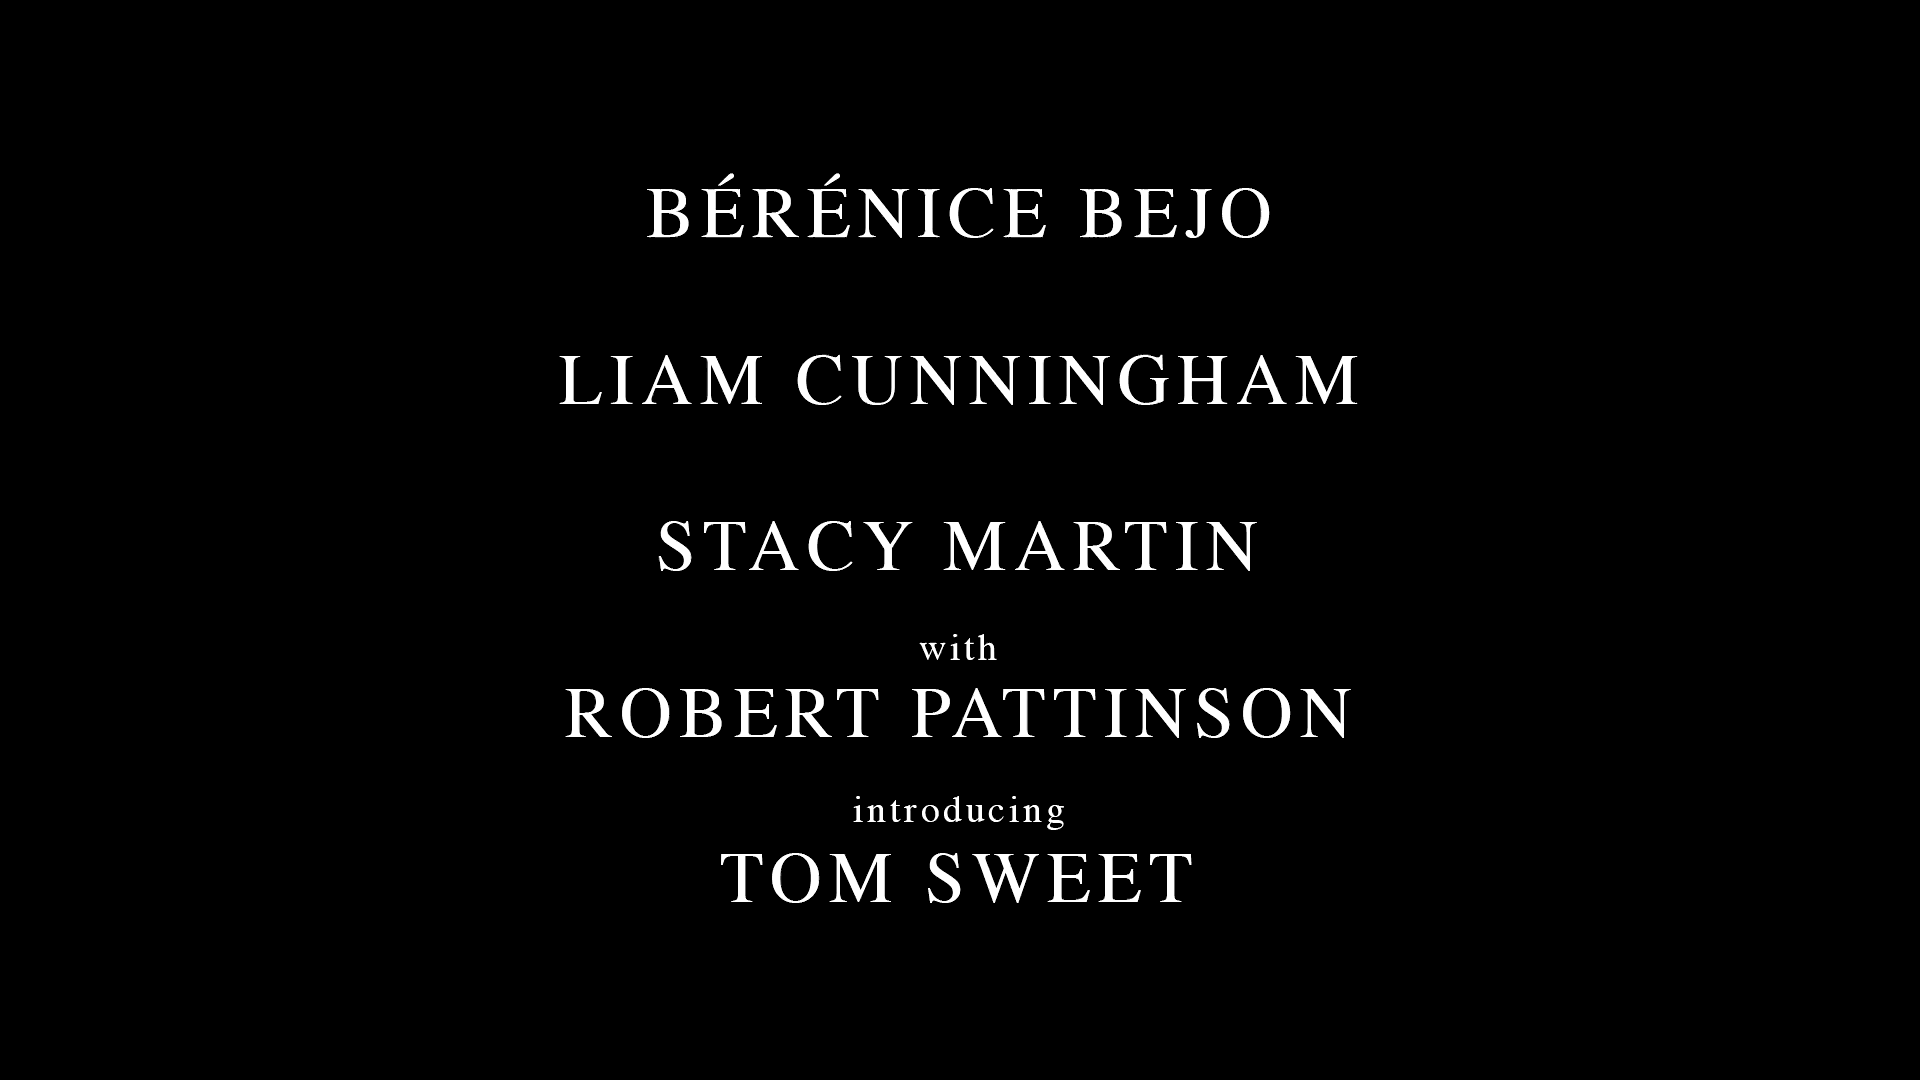 BÉRÉNICE BEJO
LIAM CUNNINGHAM
STACY MARTIN
with
ROBERT PATTINSON
introducing
TOM SWEET